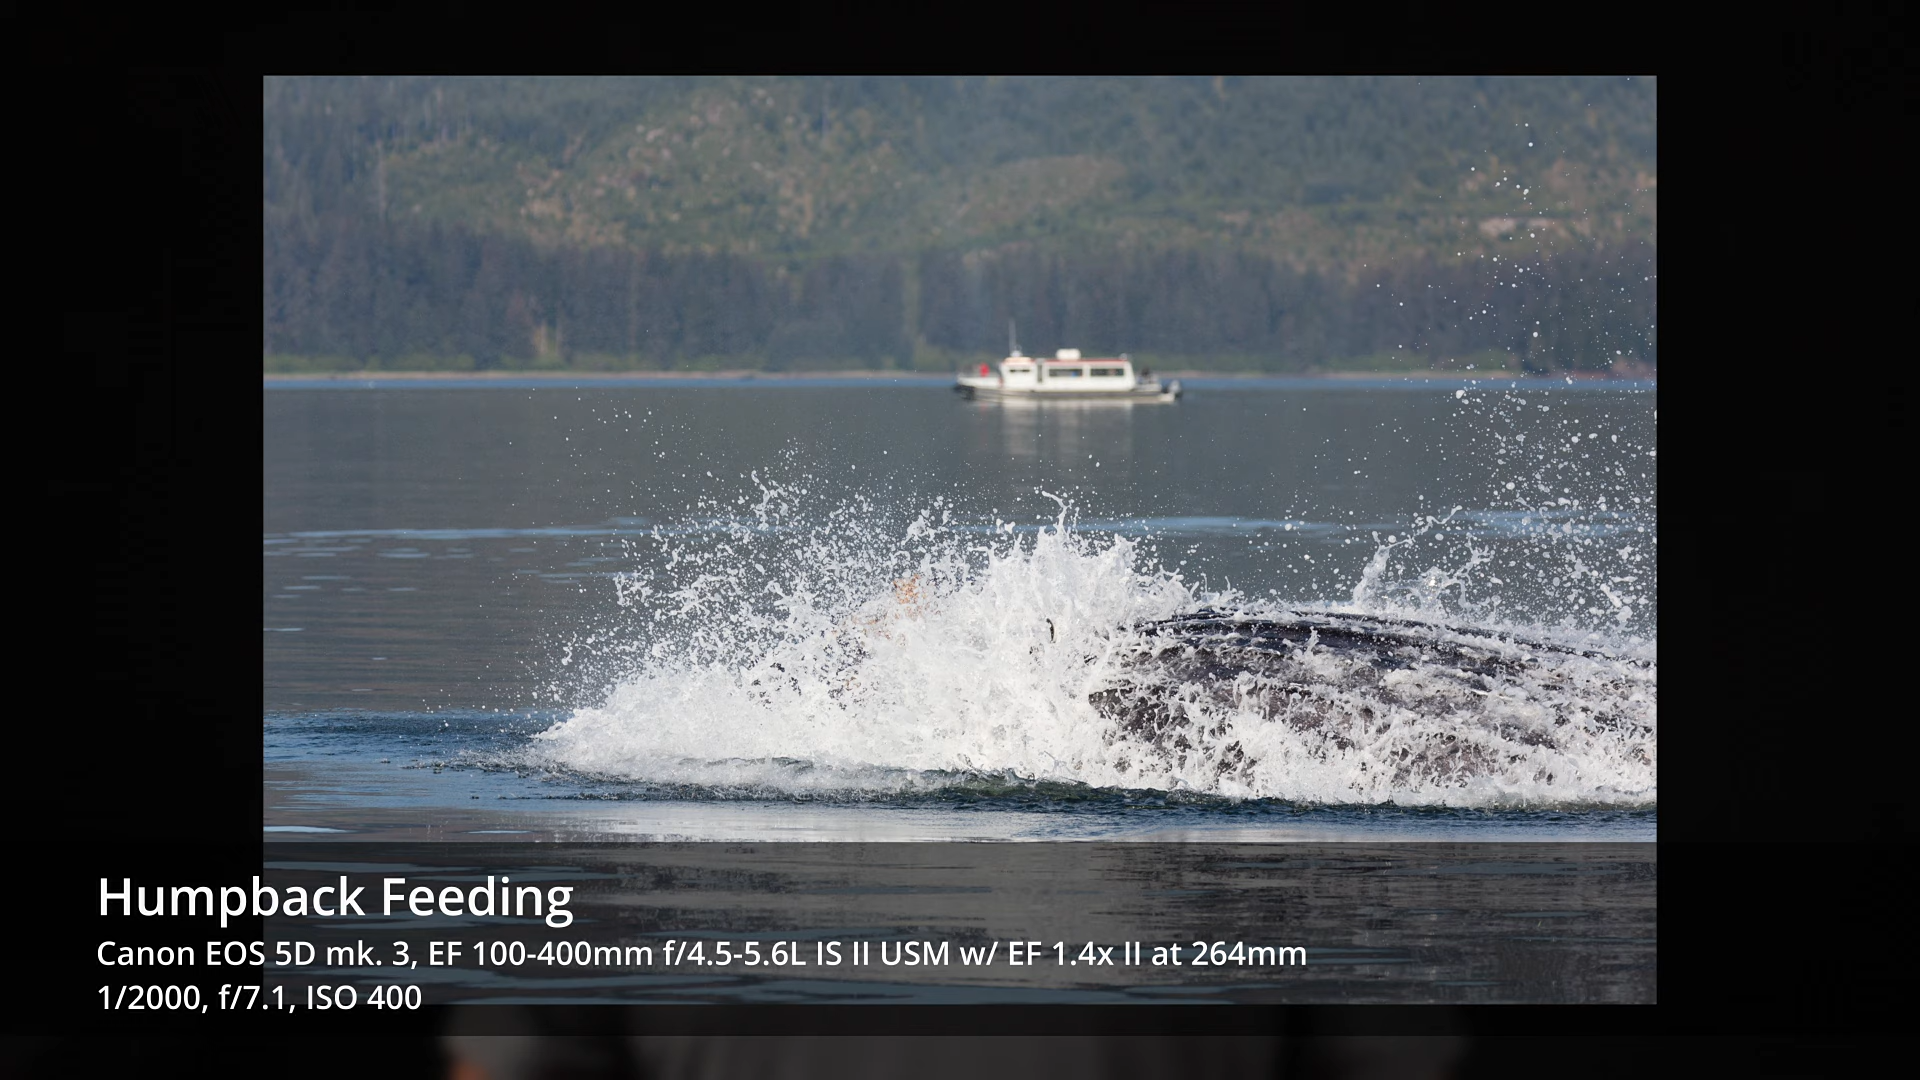 Humpback Feeding
Canon EOS 5D mk. 3, EF 100-400mm f/4.5-5.6L IS II USM w/ EF 1.4x II at 264mm
1/2000, f/7.1, ISO 400